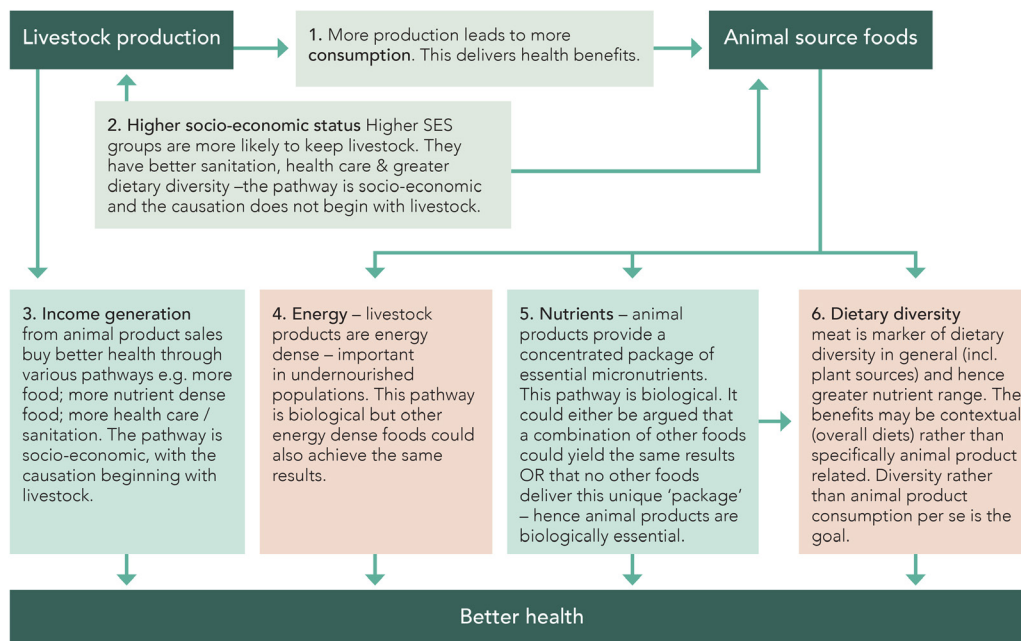 Livestock production
1. More production leads to more
consumption. This delivers health benefits.
Animal source foods
2. Higher socio-economic status Higher SES
groups are more likely to keep livestock. They
have better sanitation, health care & greater
dietary diversity –the pathway is socio-economic
and the causation does not begin with livestock.
3. Income generation
from animal product sales
buy better health through
various pathways e.g. more
food; more nutrient dense
food; more health care /
sanitation. The pathway is
socio-economic, with the
causation beginning with
livestock.
4. Energy – livestock
products are energy
dense – important
in undernourished
populations. This pathway
is biological but other
energy dense foods could
also achieve the same
results.
5. Nutrients – animal
products provide a
concentrated package of
essential micronutrients.
This pathway is biological. It
could either be argued that
a combination of other foods
could yield the same results
OR that no other foods
deliver this unique ‘package’
– hence animal products are
biologically essential.
6. Dietary diversity
meat is marker of dietary
diversity in general (incl.
plant sources) and hence
greater nutrient range. The
benefits may be contextual
(overall diets) rather than
specifically animal product
related. Diversity rather
than animal product
consumption per se is the
goal.
Better health